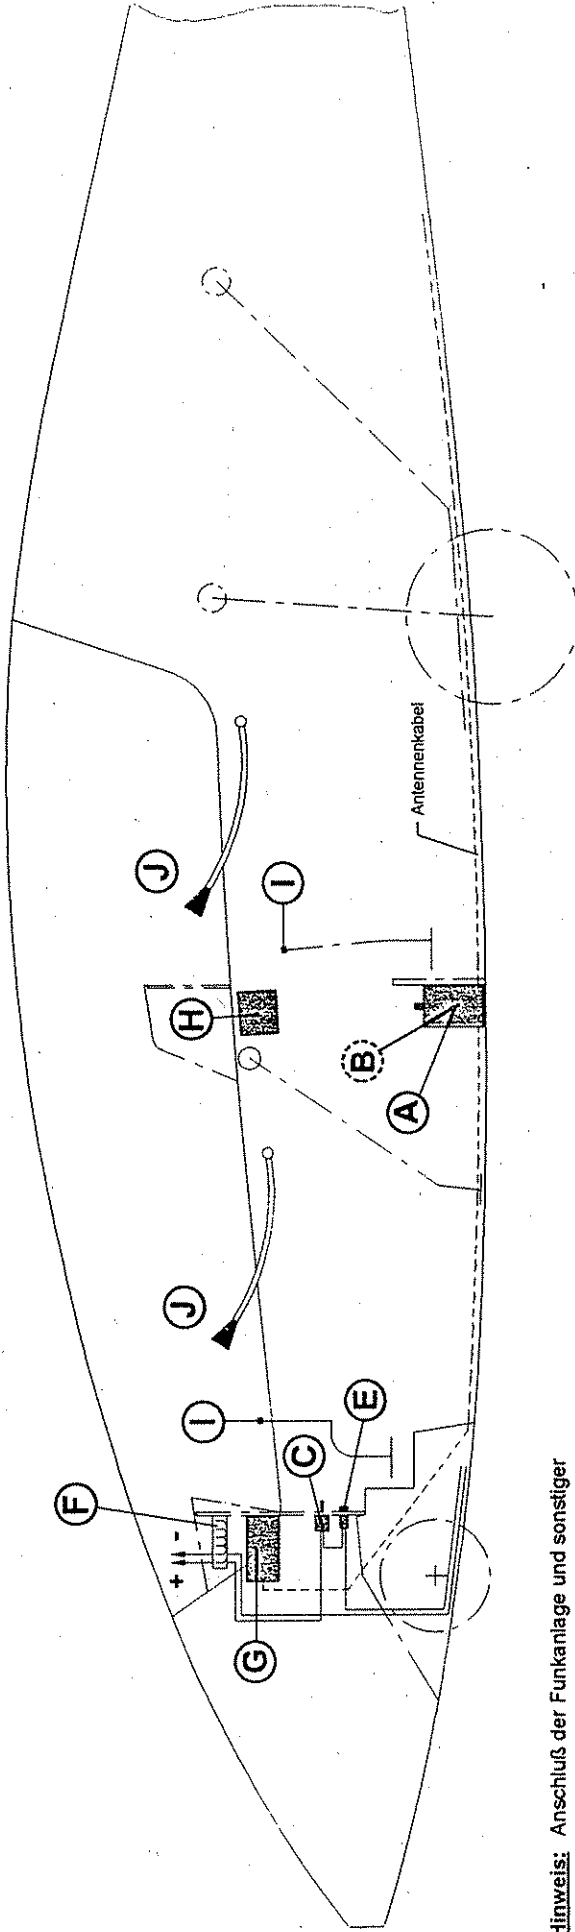 F
+ -
G
I
C
E
J
J
H
B
A
I
Antennenkabel
Hinweis: Anschluß der Funkanlage und sonstiger